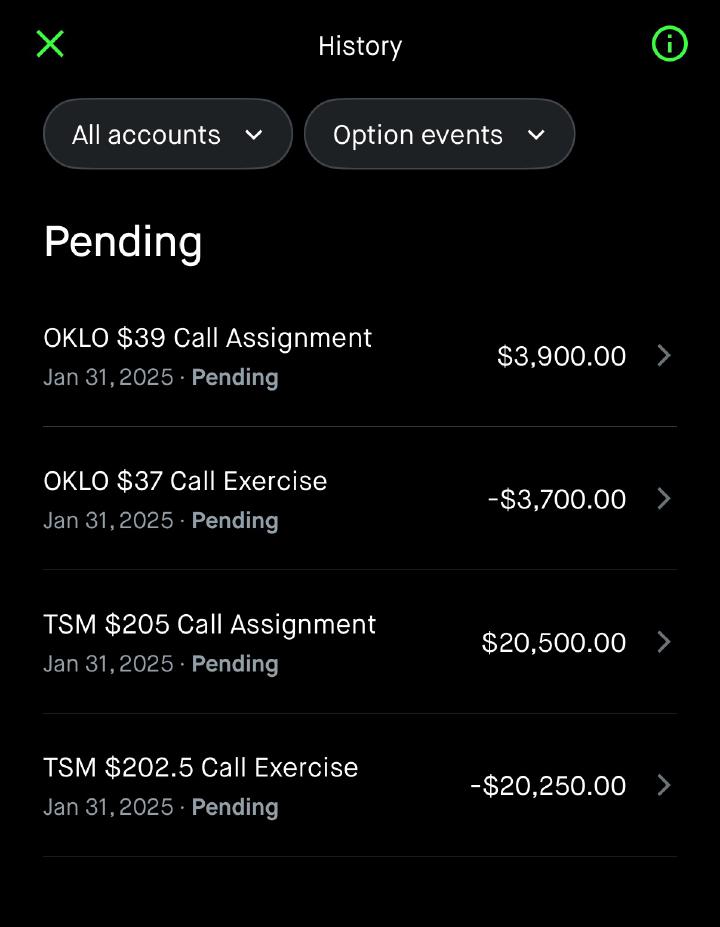 History
All accounts
Option events
Pending
OKLO $39 Call Assignment
$3,900.00
Jan 31, 2025 · Pending
OKLO $37 Call Exercise
-$3,700.00
Jan 31, 2025 · Pending
TSM $205 Call Assignment
$20,500.00
Jan 31, 2025 · Pending
TSM $202.5 Call Exercise
-$20,250.00
Jan 31, 2025 · Pending